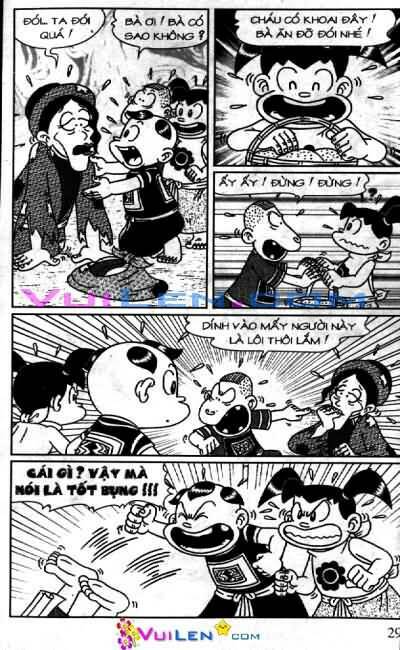 ĐÓI.. TA ĐÓI
QUÁ !
BÀ ƠI ! BÀ CÓ
SAO KHÔNG ?
CHÁU CÓ KHOAI ĐÂY !
BÀ ĂN ĐỠ ĐÓI NHÉ !
ẤY ẤY ! ĐỪNG ! ĐỪNG !
?!
VUILEN.COM
DÍNH VÀO MẤY NGƯỜI NÀY
LÀ LÔI THÔI LẮM !
CÁI GÌ ? VẬY MÀ
NÓI LÀ TỐT BỤNG !!!
29
VUILEN.COM